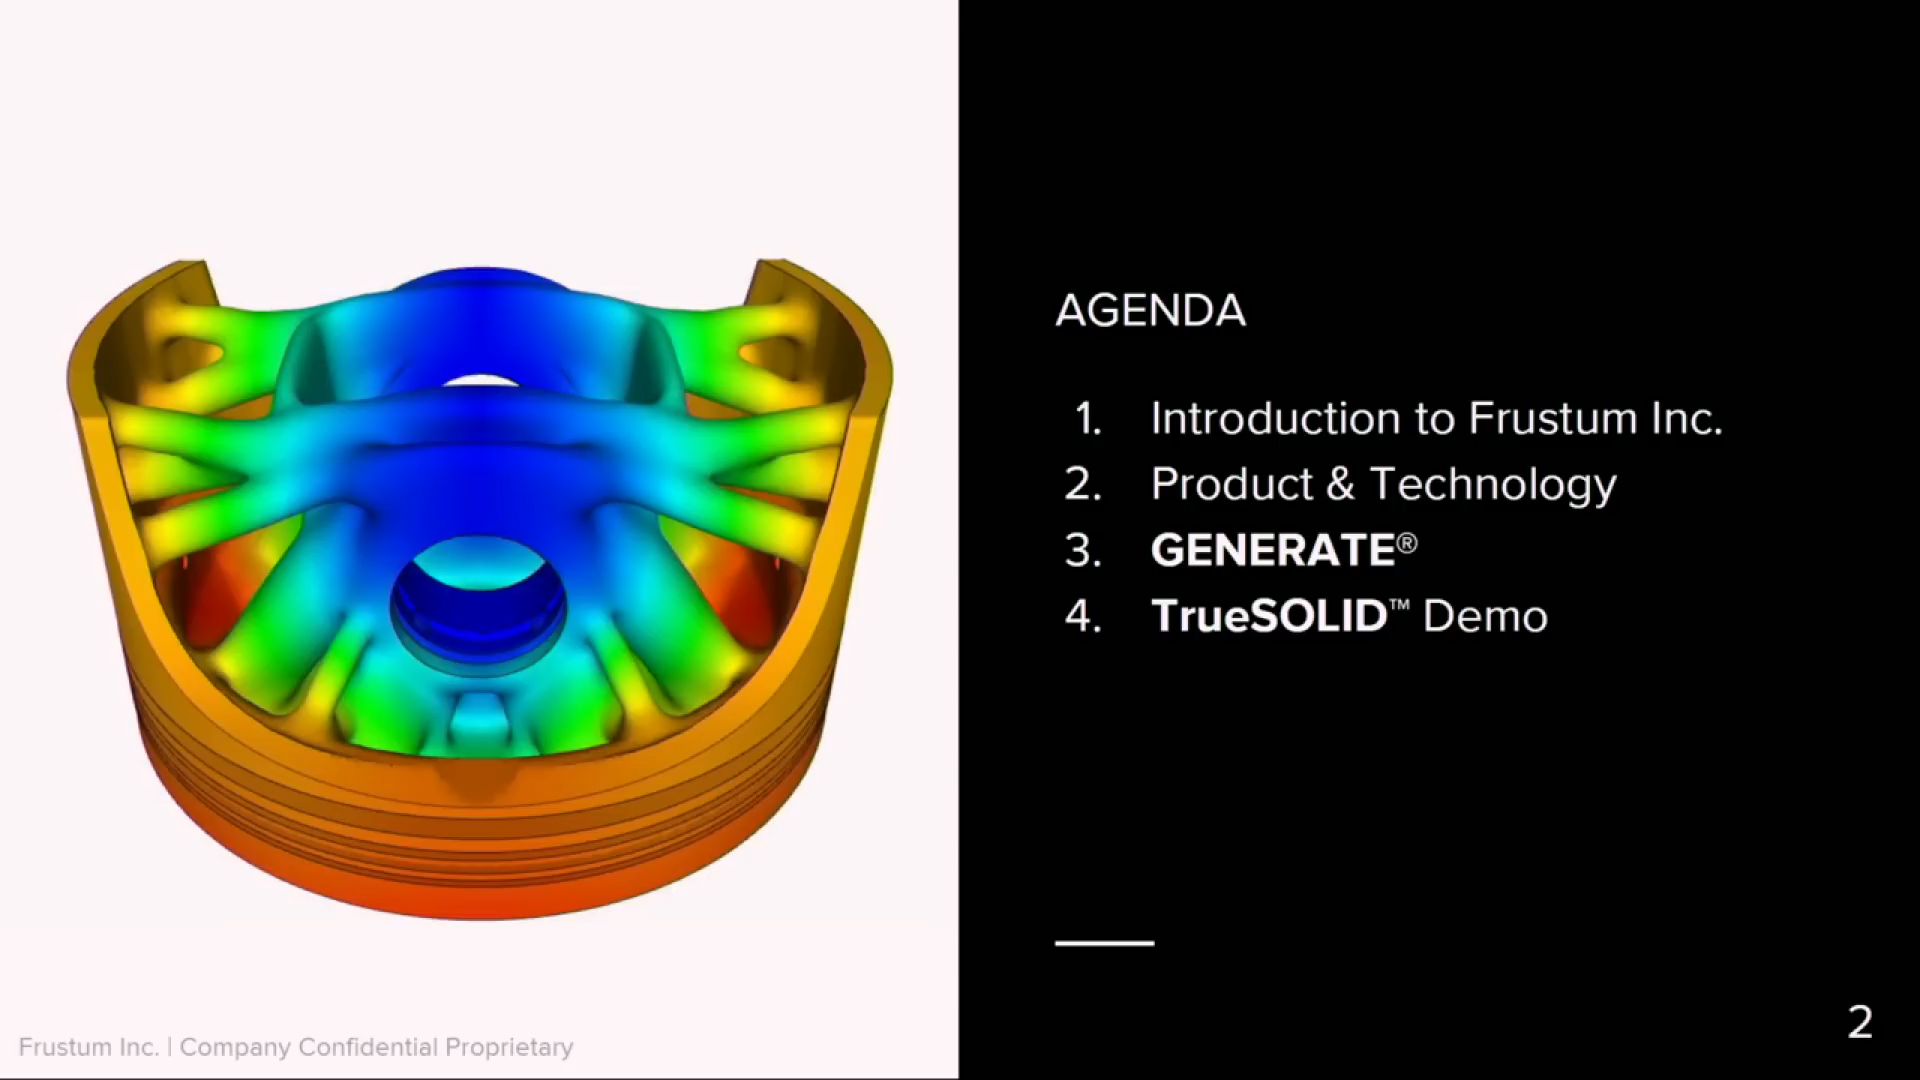 AGENDA
1. Introduction to Frustum Inc.
2. Product & Technology
3. GENERATE®
4. TrueSOLID™ Demo
Frustum Inc. | Company Confidential Proprietary
2